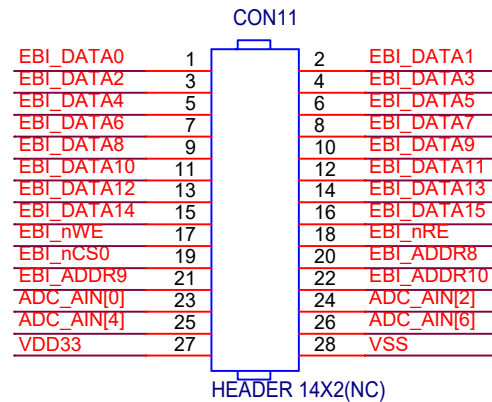 CON11
EBI_DATA0 1 2 EBI_DATA1
EBI_DATA2 3 4 EBI_DATA3
EBI_DATA4 5 6 EBI_DATA5
EBI_DATA6 7 8 EBI_DATA7
EBI_DATA8 9 10 EBI_DATA9
EBI_DATA10 11 12 EBI_DATA11
EBI_DATA12 13 14 EBI_DATA13
EBI_DATA14 15 16 EBI_DATA15
EBI_nWE 17 18 EBI_nRE
EBI_nCS0 19 20 EBI_ADDR8
EBI_ADDR9 21 22 EBI_ADDR10
ADC_AIN[0] 23 24 ADC_AIN[2]
ADC_AIN[4] 25 26 ADC_AIN[6]
VDD33 27 28 VSS
HEADER 14X2(NC)